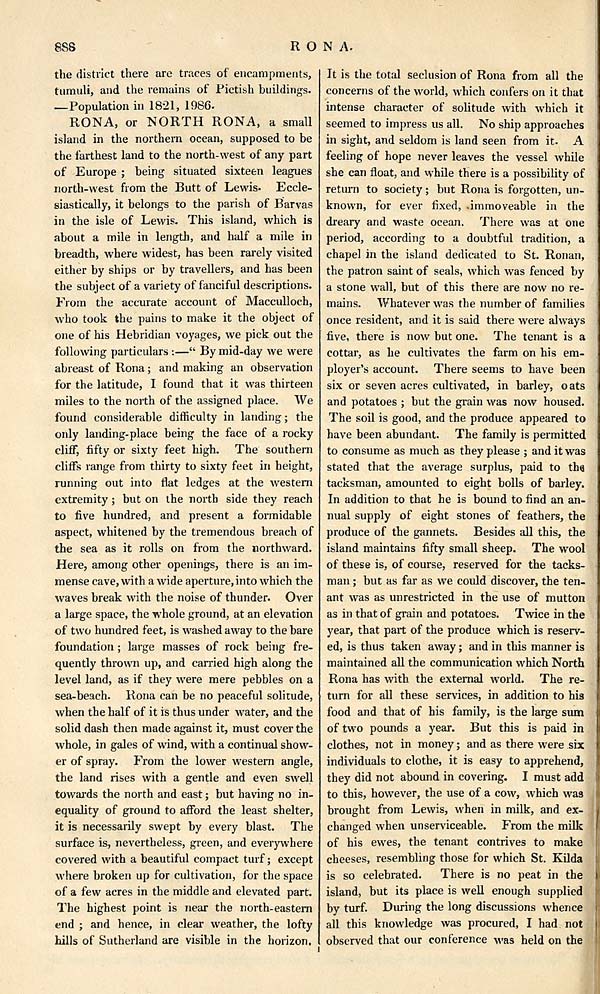 888
RONA.
the district there are traces of encampments,
tumuli, and the remains of Pictish buildings.
—Population in 1821, 1986.
RONA, or NORTH RONA, a small
island in the northern ocean, supposed to be
the farthest land to the north-west of any part
of Europe ; being situated sixteen leagues
north-west from the Butt of Lewis. Eccle-
siastically, it belongs to the parish of Barvas
in the isle of Lewis. This island, which is
about a mile in length, and half a mile in
breadth, where widest, has been rarely visited
either by ships or by travellers, and has been
the subject of a variety of fanciful descriptions.
From the accurate account of Macculloch,
who took the pains to make it the object of
one of his Hebridian voyages, we pick out the
following particulars :—“ By mid-day we were
abreast of Rona ; and making an observation
for the latitude, I found that it was thirteen
miles to the north of the assigned place. We
found considerable difficulty in landing ; the
only landing-place being the face of a rocky
cliff, fifty or sixty feet high. The southern
cliffs range from thirty to sixty feet in height,
running out into flat ledges at the western
extremity ; but on the north side they reach
to five hundred, and present a formidable
aspect, whitened by the tremendous breach of
the sea as it rolls on from the northward.
Here, among other openings, there is an im-
mense cave, with a wide aperture, into which the
waves break with the noise of thunder. Over
a large space, the whole ground, at an elevation
of two hundred feet, is washed away to the bare
foundation ; large masses of rock being fre-
quently thrown up, and carried high along the
level land, as if they were mere pebbles on a
sea-beach. Rona can be no peaceful solitude,
when the half of it is thus under water, and the
solid dash then made against it, must cover the
whole, in gales of wind, with a continual show-
er of spray. From the lower western angle,
the land rises with a gentle and even swell
towards the north and east ; but having no in-
equality of ground to afford the least shelter,
it is necessarily swept by every blast. The
surface is, nevertheless, green, and everywhere
covered with a beautiful compact turf ; except
where broken up for cultivation, for the space
of a few acres in the middle and elevated part.
The highest point is near the north-eastern
end ; and hence, in clear weather, the lofty
hills of Sutherland are visible in the horizon.
It is the total seclusion of Rona from all the
concerns of the world, which confers on it that
intense character of solitude with which it
seemed to impress us all. No ship approaches
in sight, and seldom is land seen from it. A
feeling of hope never leaves the vessel while
she can float, and while there is a possibility of
return to society ; but Rona is forgotten, un-
known, for ever fixed, immoveable in the
dreary and waste ocean. There was at one
period, according to a doubtful tradition, a
chapel in the island dedicated to St. Ronan,
the patron saint of seals, which was fenced by
a stone wall, but of this there are now no re-
mains. Whatever was the number of families
once resident, and it is said there were always
five, there is now but one. The tenant is a
cottar, as he cultivates the farm on his em-
ployer's account. There seems to have been
six or seven acres cultivated, in barley, oats
and potatoes ; but the grain was now housed.
The soil is good, and the produce appeared to
have been abundant. The family is permitted
to consume as much as they please ; and it was
stated that the average surplus, paid to the
tacksman, amounted to eight bolls of barley.
In addition to that he is bound to find an an-
nual supply of eight stones of feathers, the
produce of the gannets. Besides all this, the
island maintains fifty small sheep. The wool
of these is, of course, reserved for the tacks-
man ; but as far as we could discover, the ten-
ant was as unrestricted in the use of mutton
as in that of grain and potatoes. Twice in the
year, that part of the produce which is reserv-
ed, is thus taken away ; and in this manner is
maintained all the communication which North
Rona has with the external world. The re-
turn for all these services, in addition to his
food and that of his family, is the large sum
of two pounds a year. But this is paid in
clothes, not in money ; and as there were six
individuals to clothe, it is easy to apprehend,
they did not abound in covering. I must add
to this, however, the use of a cow, which was
brought from Lewis, when in milk, and ex-
changed when unserviceable. From the milk
of his ewes, the tenant contrives to make
cheeses, resembling those for which St. Kilda
is so celebrated. There is no peat in the
island, but its place is well enough supplied
by turf. During the long discussions whence
all this knowledge was procured, I had not
observed that our conference was held on the